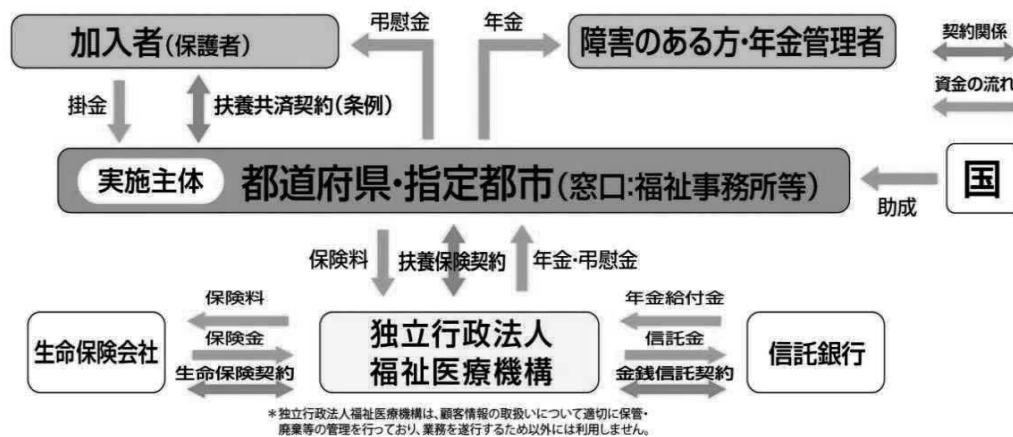 加入者(保護者)
弔慰金
年金
障害のある方・年金管理者
契約関係
資金の流れ
掛金
扶養共済契約(条例)
実施主体
都道府県・指定都市(窓口:福祉事務所等)
国
助成
保険料
扶養保険契約
年金・弔慰金
生命保険会社
保険料
保険金
生命保険契約
独立行政法人
福祉医療機構
年金給付金
信託金
金銭信託契約
信託銀行
*独立行政法人福祉医療機構は、顧客情報の取扱いについて適切に保管・
廃棄等の管理を行っており、業務を遂行するため以外には利用しません。